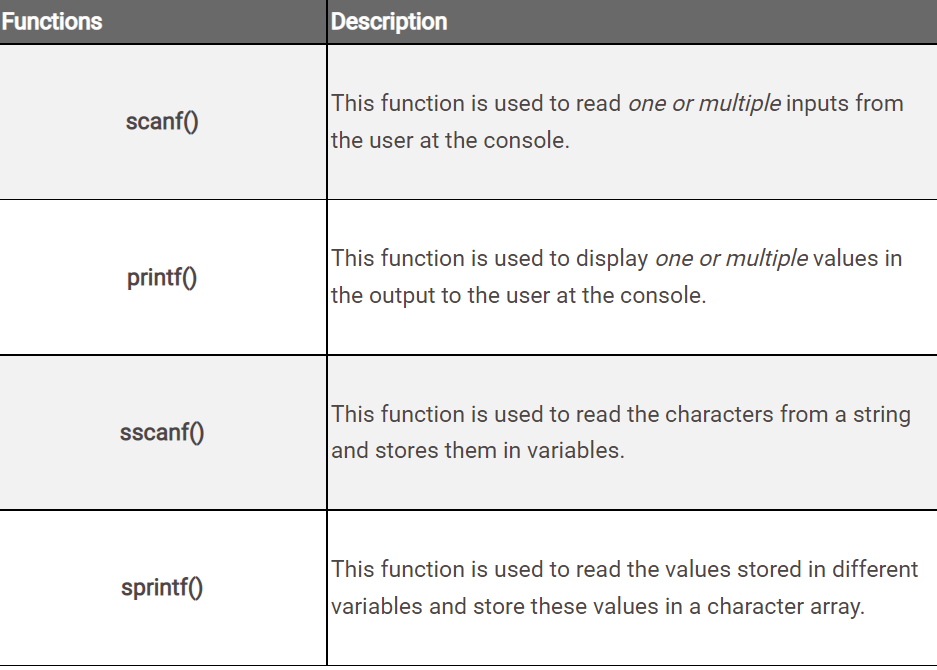 Functions Description
scanf()
This function is used to read one or multiple inputs from
the user at the console.
printf()
This function is used to display one or multiple values in
the output to the user at the console.
sscanf()
This function is used to read the characters from a string
and stores them in variables.
sprintf()
This function is used to read the values stored in different
variables and store these values in a character array.